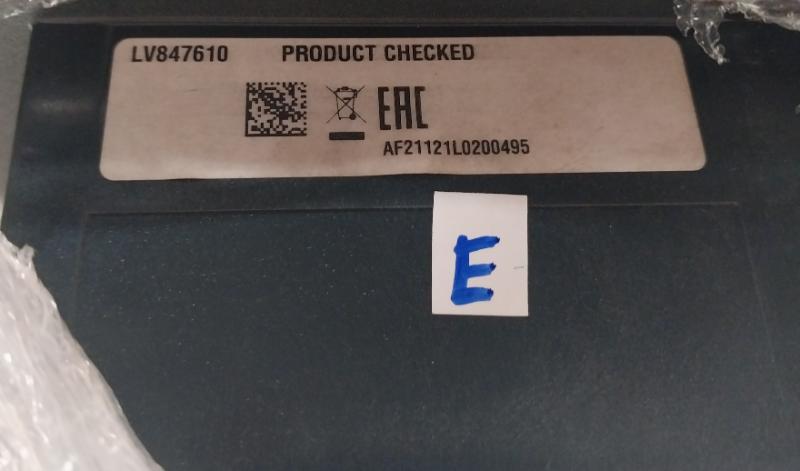 LV847610 PRODUCT CHECKED
EAC
AF21121L0200495
E